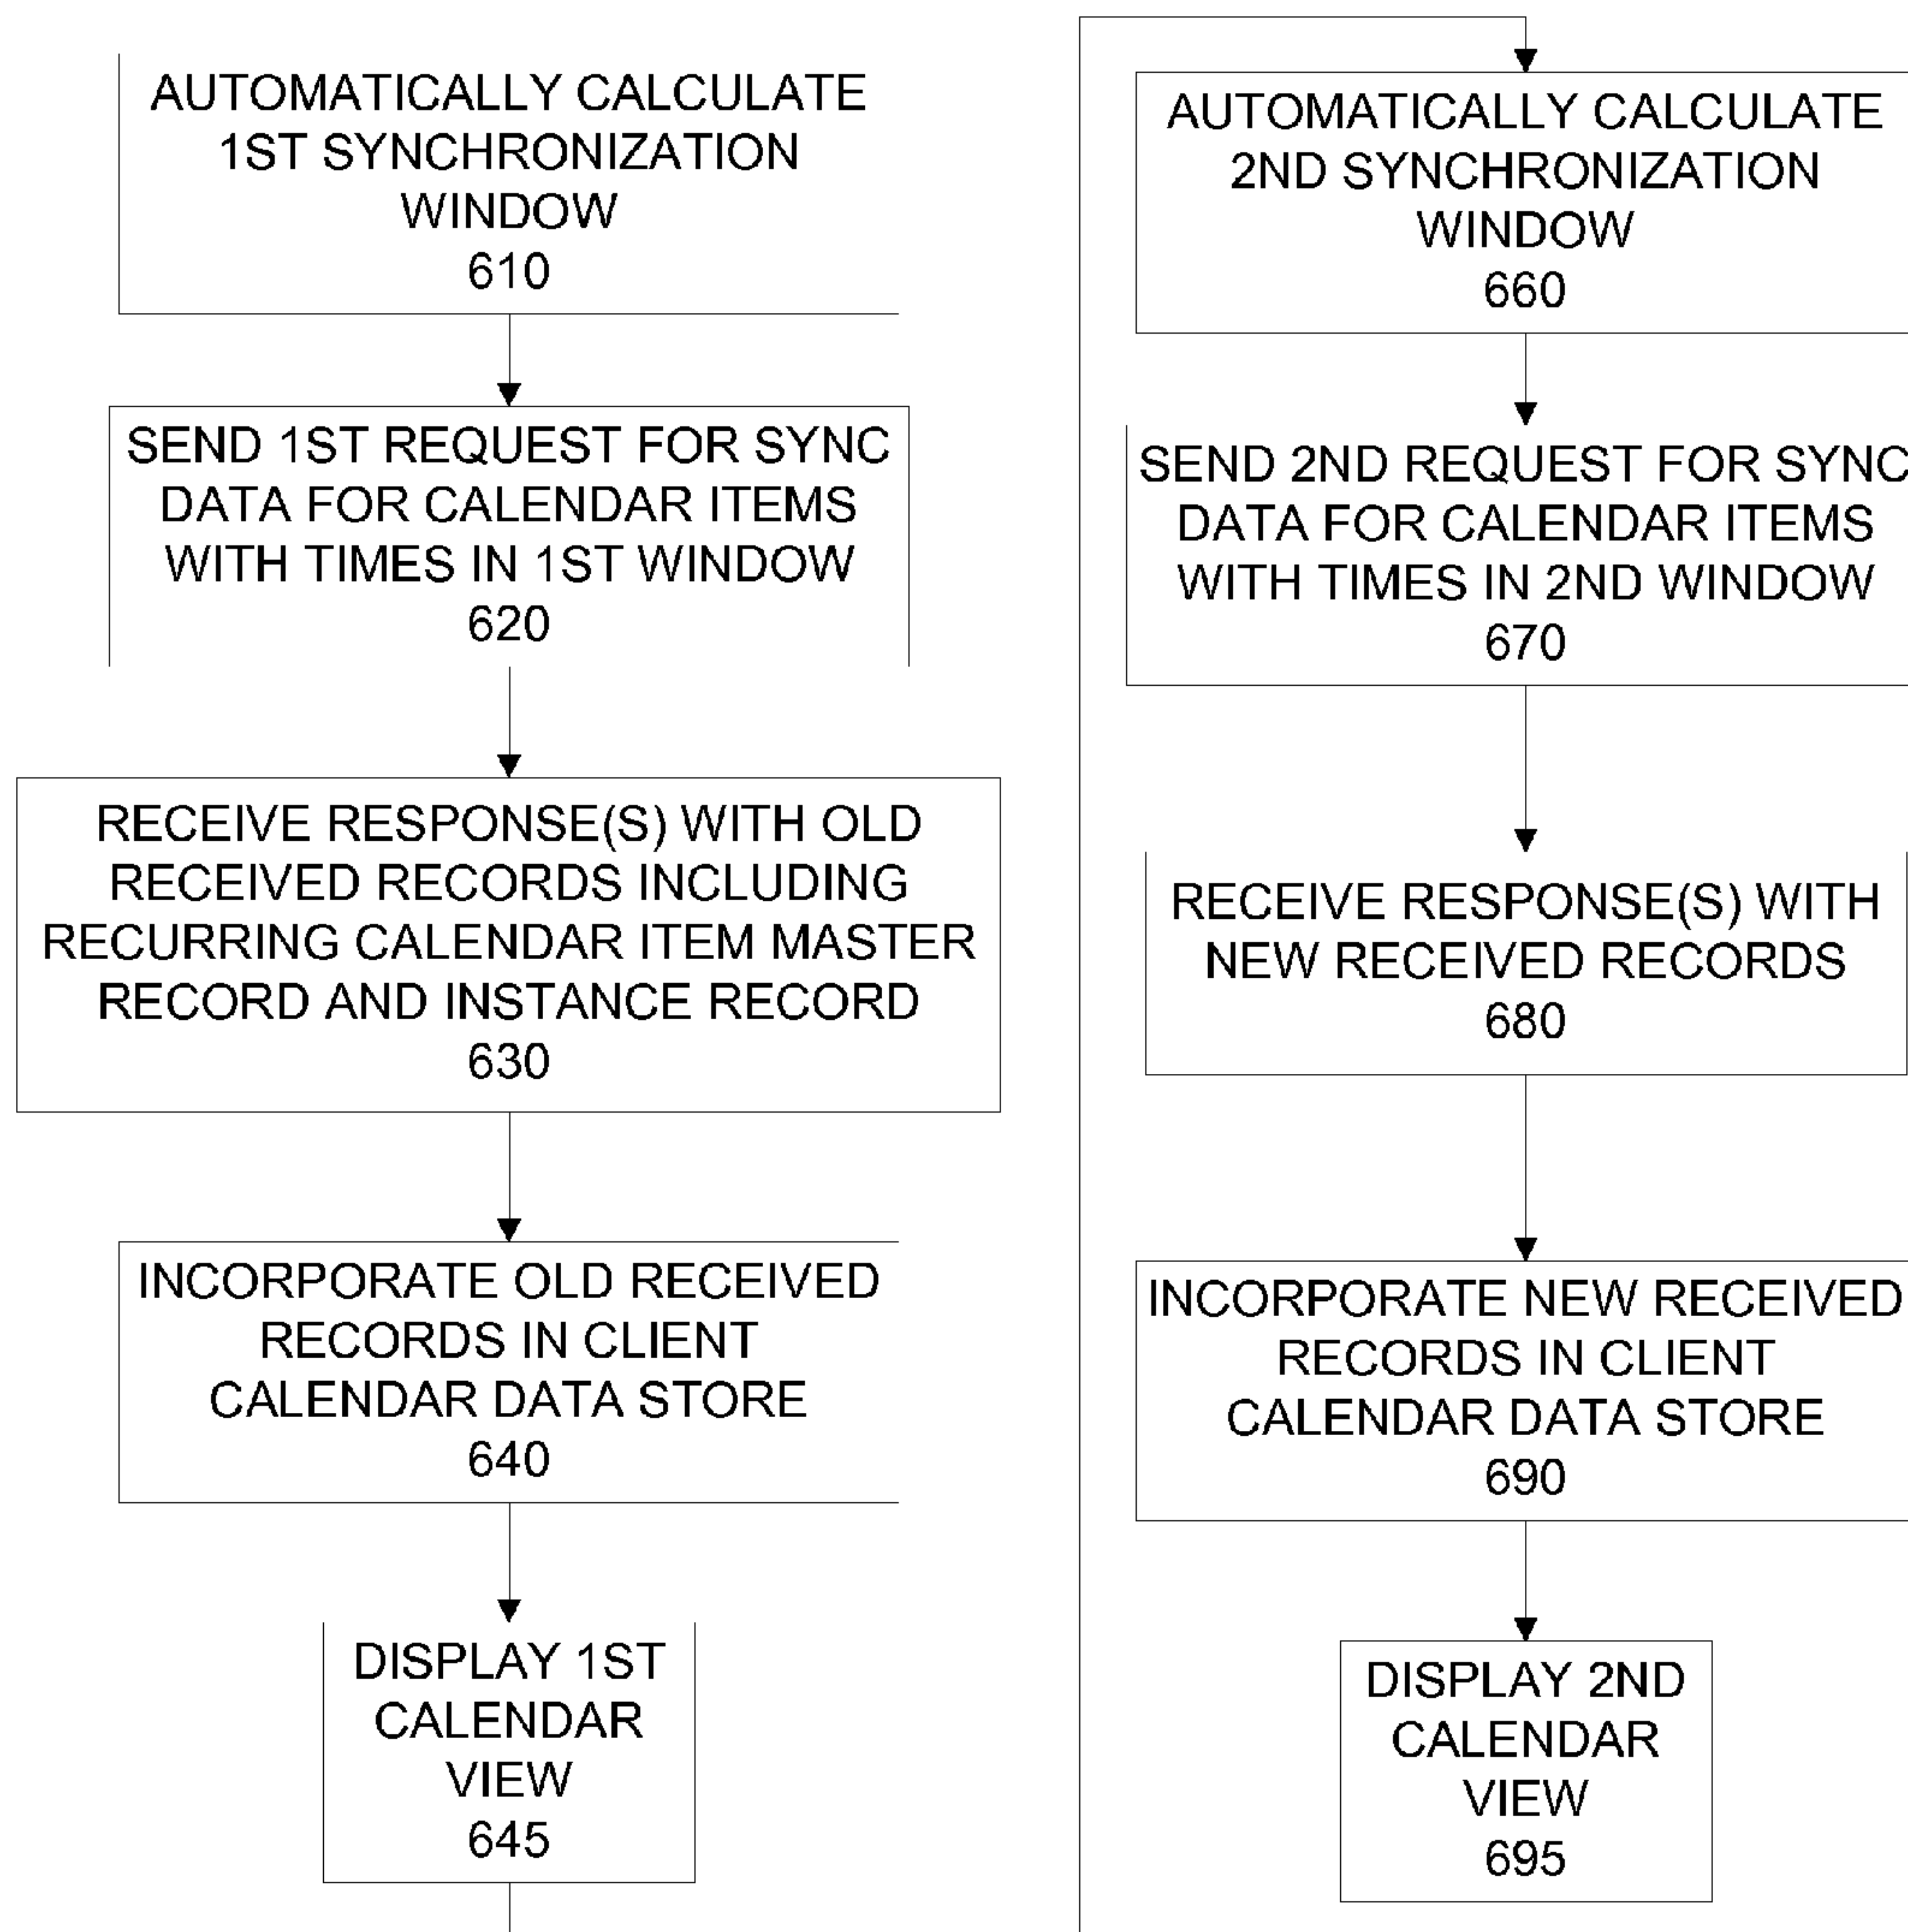 AUTOMATICALLY CALCULATE
1ST SYNCHRONIZATION
WINDOW
610
SEND 1ST REQUEST FOR SYNC
DATA FOR CALENDAR ITEMS
WITH TIMES IN 1ST WINDOW
620
RECEIVE RESPONSE(S) WITH OLD
RECEIVED RECORDS INCLUDING
RECURRING CALENDAR ITEM MASTER
RECORD AND INSTANCE RECORD
630
INCORPORATE OLD RECEIVED
RECORDS IN CLIENT
CALENDAR DATA STORE
640
DISPLAY 1ST
CALENDAR
VIEW
645
AUTOMATICALLY CALCULATE
2ND SYNCHRONIZATION
WINDOW
660
SEND 2ND REQUEST FOR SYNC
DATA FOR CALENDAR ITEMS
WITH TIMES IN 2ND WINDOW
670
RECEIVE RESPONSE(S) WITH
NEW RECEIVED RECORDS
680
INCORPORATE NEW RECEIVED
RECORDS IN CLIENT
CALENDAR DATA STORE
690
DISPLAY 2ND
CALENDAR
VIEW
695